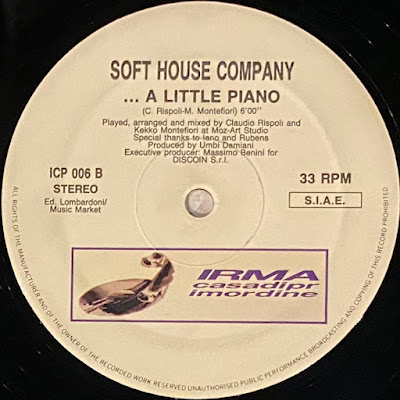 SOFT HOUSE COMPANY
... A LITTLE PIANO
(C. Rispoli-M. Montefiori) 6'00"
Played, arranged and mixed by Claudio Rispoli and
Kekko Montefiori at Moz-Art Studio
Special thanks to Iano and Rubens
Produced by Umbi Damiani
Executive producer: Massimo Benini for
DISCOIN S.r.l.
ICP 006 B
STEREO
Ed. Lombardoni/
Music Market
33 RPM
S.I.A.E.
IRMA
casadipr
imordine
ALL RIGHTS OF THE MANUFACTURER AND OF THE OWNER OF THE RECORDED WORK RESERVED UNAUTHORISED PUBLIC PERFORMANCE BROADCASTING AND COPYING OF THIS RECORD PROHIBITED